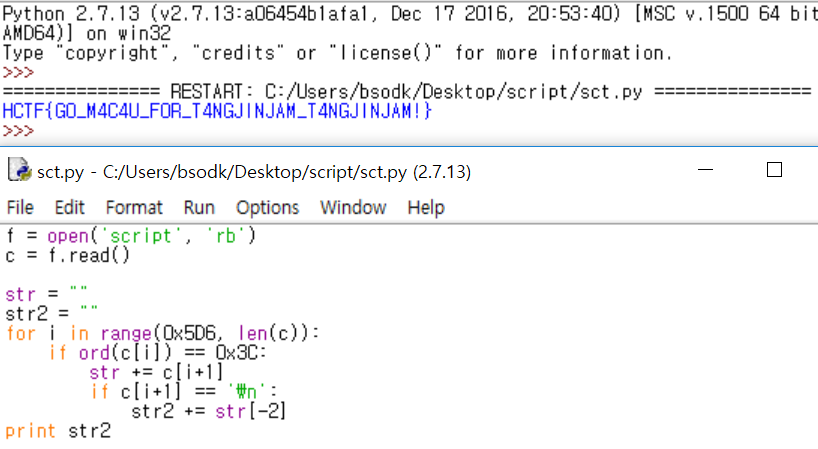 Python 2.7.13 (v2.7.13:a06454b1afa1, Dec 17 2016, 20:53:40) [MSC v.1500 64 bit
AMD64)] on win32
Type "copyright", "credits" or "license()" for more information.
>>>
=============== RESTART: C:/Users/bsodk/Desktop/script/sct.py ===============
HCTF{GO_M4C4U_FOR_T4NGJINJAM_T4NGJINJAM!}
>>>
sct.py - C:/Users/bsodk/Desktop/script/sct.py (2.7.13)
File Edit Format Run Options Window Help
f = open('script', 'rb')
c = f.read()
str = ""
str2 = ""
for i in range(0x5D6, len(c)):
    if ord(c[i]) == 0x3C:
        str += c[i+1]
        if c[i+1] == '₩n':
            str2 += str[-2]
print str2